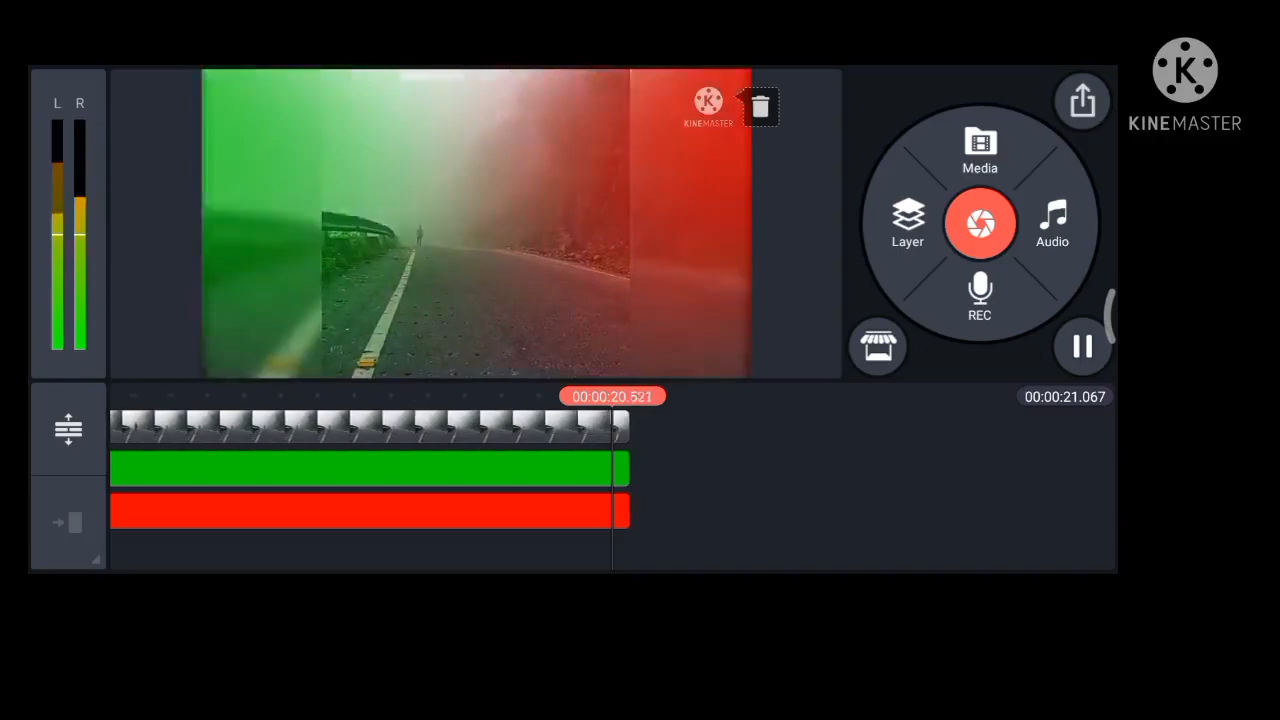 L R
KINEMASTER
Media
Layer
Audio
REC
KINEMASTER
00:00:20.521
00:00:21.067